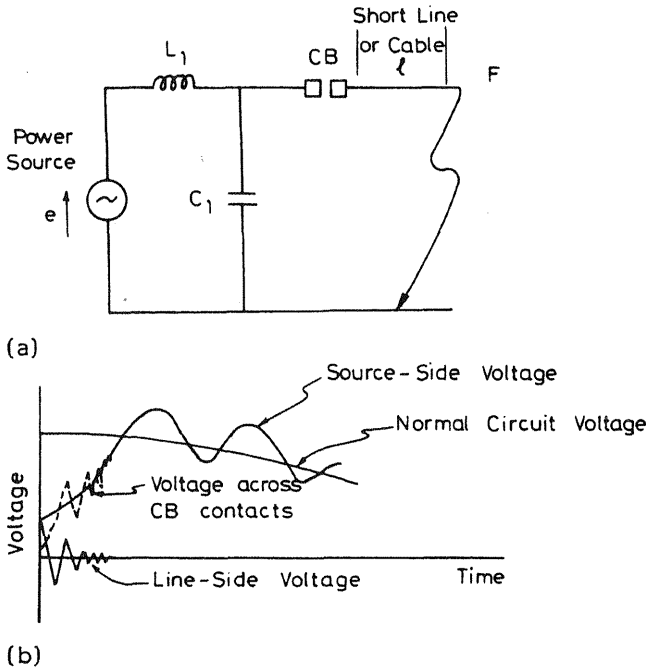 Short Line
or Cable
ℓ
L₁
CB
F
Power
Source
e
C₁
(a)
Source-Side Voltage
Normal Circuit Voltage
Voltage across
CB contacts
Voltage
Line-Side Voltage
Time
(b)